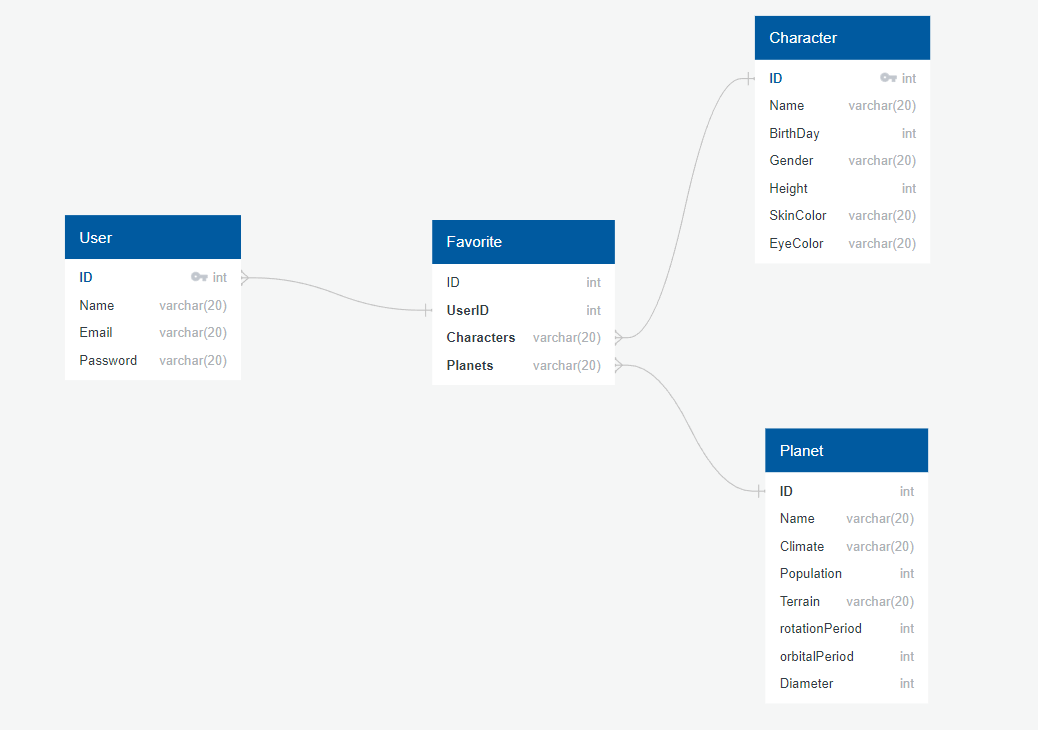 User
ID int
Name varchar(20)
Email varchar(20)
Password varchar(20)
Favorite
ID int
UserID int
Characters varchar(20)
Planets varchar(20)
Character
ID int
Name varchar(20)
BirthDay int
Gender varchar(20)
Height int
SkinColor varchar(20)
EyeColor varchar(20)
Planet
ID int
Name varchar(20)
Climate varchar(20)
Population int
Terrain varchar(20)
rotationPeriod int
orbitalPeriod int
Diameter int